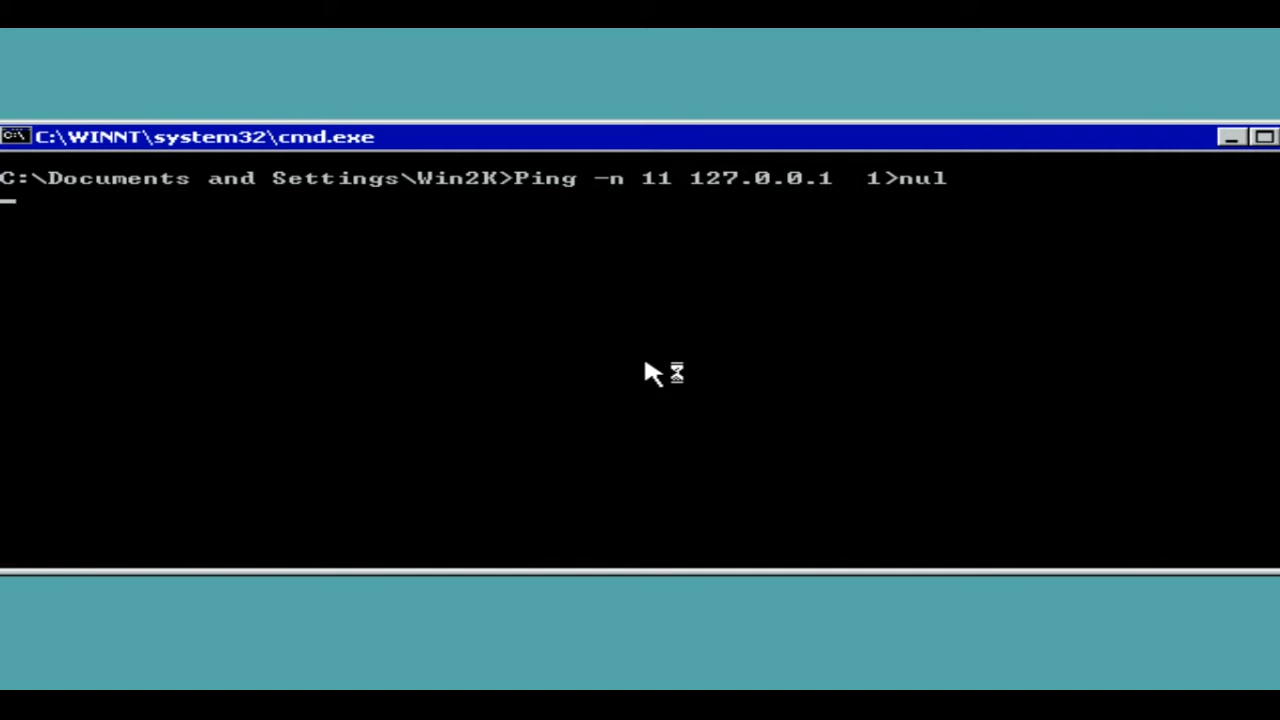 C:\WINNT\system32\cmd.exe
C:\Documents and Settings\Win2K>Ping -n 11 127.0.0.1  1>nul